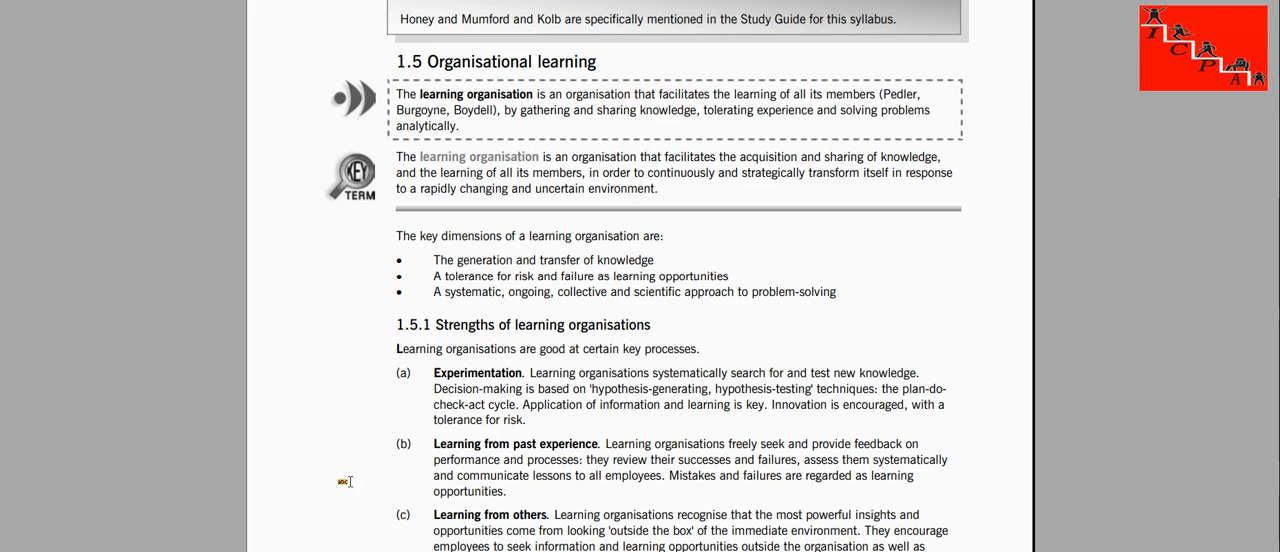 Honey and Mumford and Kolb are specifically mentioned in the Study Guide for this syllabus.
1.5 Organisational learning
The learning organisation is an organisation that facilitates the learning of all its members (Pedler,
Burgoyne, Boydell), by gathering and sharing knowledge, tolerating experience and solving problems
analytically.
KEY
TERM
The learning organisation is an organisation that facilitates the acquisition and sharing of knowledge,
and the learning of all its members, in order to continuously and strategically transform itself in response
to a rapidly changing and uncertain environment.
The key dimensions of a learning organisation are:
• The generation and transfer of knowledge
• A tolerance for risk and failure as learning opportunities
• A systematic, ongoing, collective and scientific approach to problem-solving
1.5.1 Strengths of learning organisations
Learning organisations are good at certain key processes.
(a) Experimentation. Learning organisations systematically search for and test new knowledge.
Decision-making is based on 'hypothesis-generating, hypothesis-testing' techniques: the plan-do-
check-act cycle. Application of information and learning is key. Innovation is encouraged, with a
tolerance for risk.
(b) Learning from past experience. Learning organisations freely seek and provide feedback on
performance and processes: they review their successes and failures, assess them systematically
and communicate lessons to all employees. Mistakes and failures are regarded as learning
opportunities.
(c) Learning from others. Learning organisations recognise that the most powerful insights and
opportunities come from looking 'outside the box' of the immediate environment. They encourage
employees to seek information and learning opportunities outside the organisation as well as
abc
I C P A